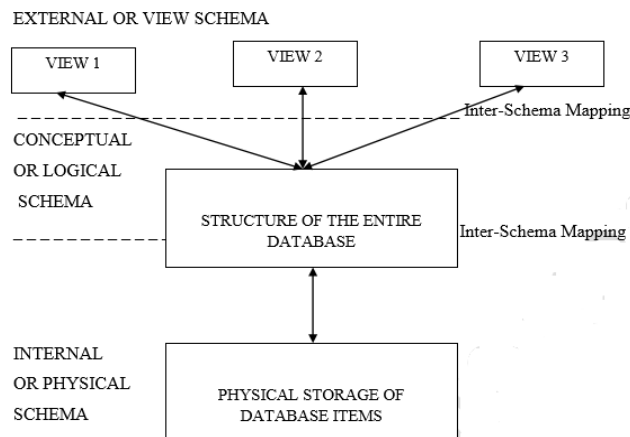 EXTERNAL OR VIEW SCHEMA
VIEW 1
VIEW 2
VIEW 3
Inter-Schema Mapping
CONCEPTUAL
OR LOGICAL
SCHEMA
STRUCTURE OF THE ENTIRE
DATABASE
Inter-Schema Mapping
INTERNAL
OR PHYSICAL
SCHEMA
PHYSICAL STORAGE OF
DATABASE ITEMS